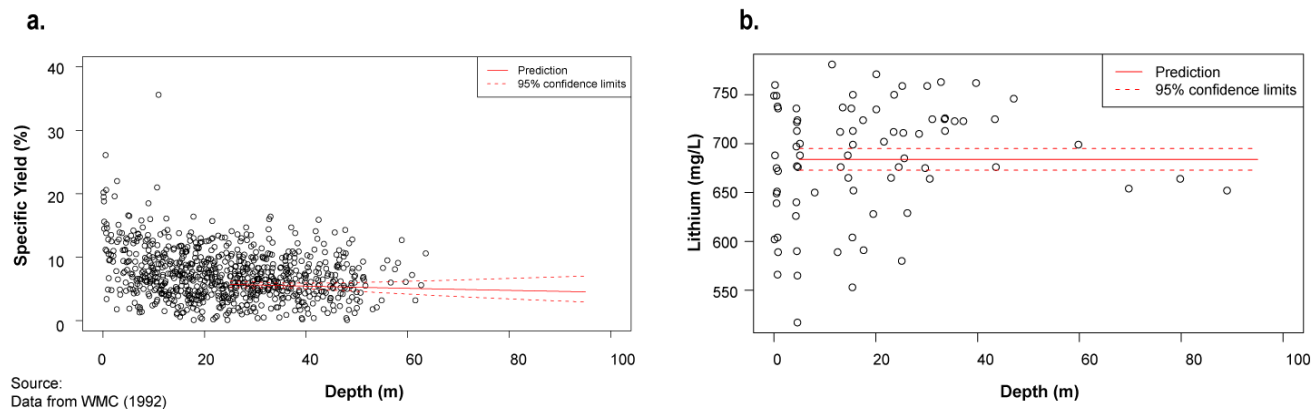 a.
Specific Yield (%)
40
30
20
10
0
Prediction
95% confidence limits
0 20 40 60 80 100
Depth (m)
Source:
Data from WMC (1992)
b.
Lithium (mg/L)
750
700
650
600
550
Prediction
95% confidence limits
0 20 40 60 80 100
Depth (m)